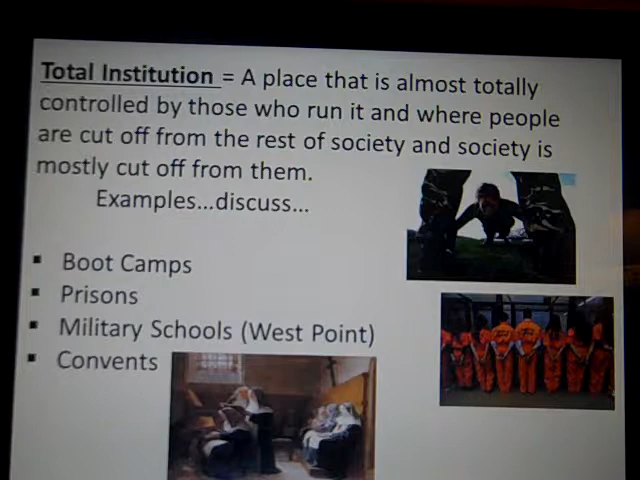 Total Institution = A place that is almost totally
controlled by those who run it and where people
are cut off from the rest of society and society is
mostly cut off from them.
Examples...discuss...
▪ Boot Camps
▪ Prisons
▪ Military Schools (West Point)
▪ Convents